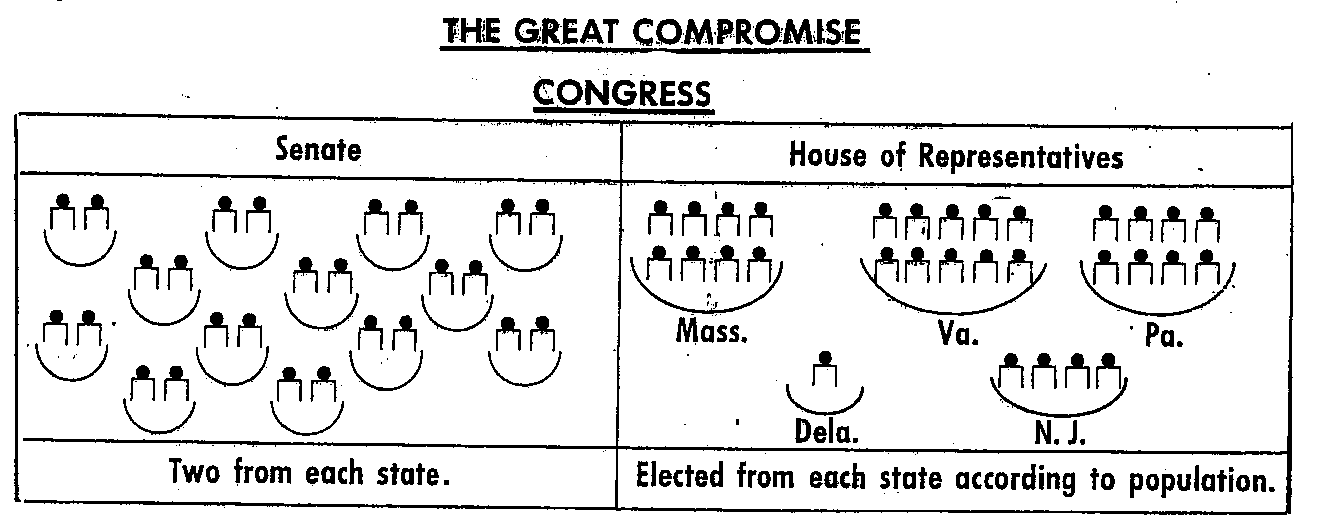 THE GREAT COMPROMISE
CONGRESS
Senate
House of Representatives
Mass.
Va.
Pa.
Dela.
N. J.
Two from each state.
Elected from each state according to population.